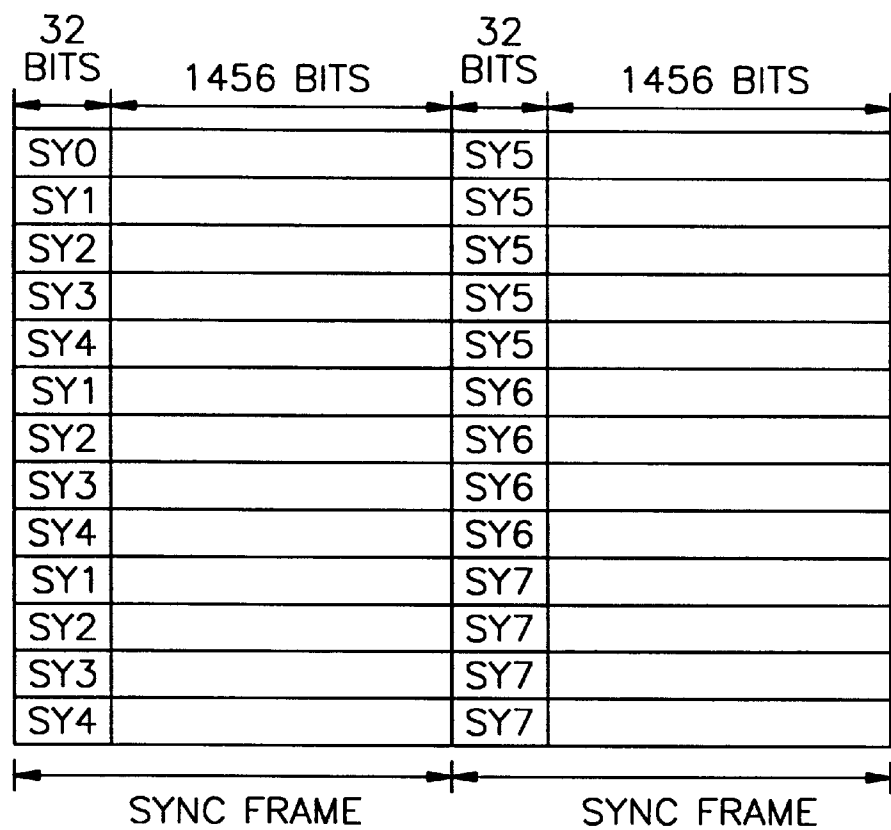 32 BITS 1456 BITS 32 BITS 1456 BITS
SY0 SY5
SY1 SY5
SY2 SY5
SY3 SY5
SY4 SY5
SY1 SY6
SY2 SY6
SY3 SY6
SY4 SY6
SY1 SY7
SY2 SY7
SY3 SY7
SY4 SY7
SYNC FRAME SYNC FRAME